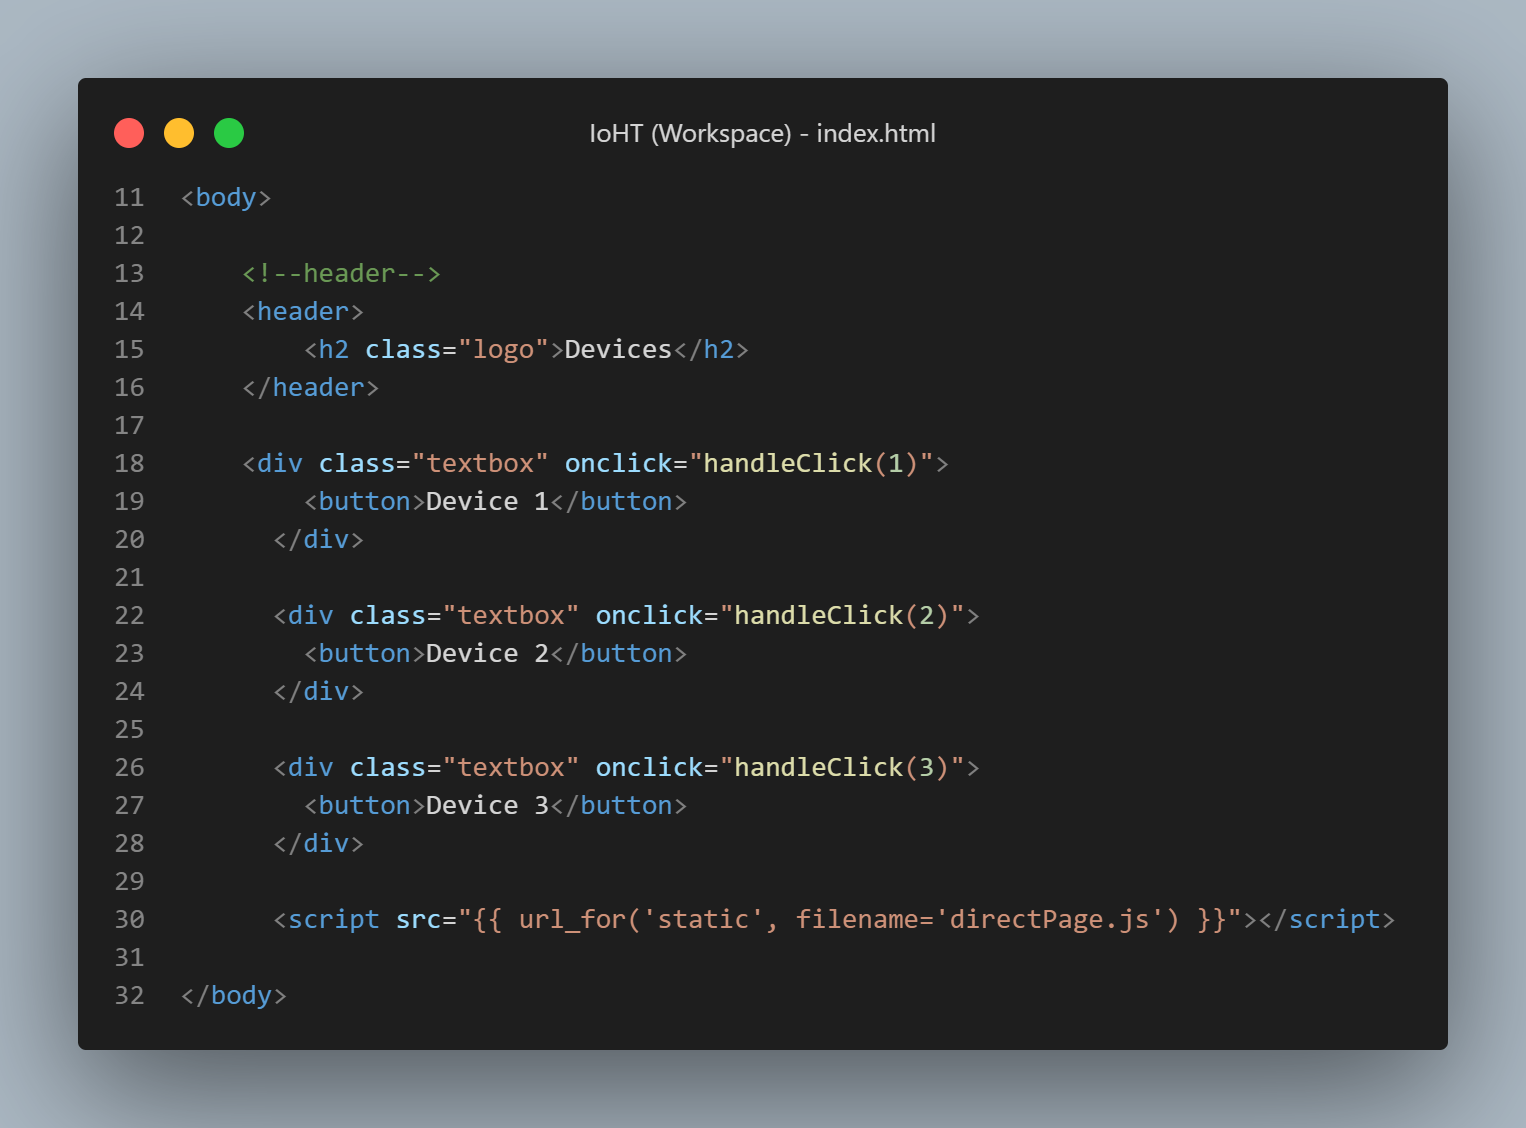 IoHT (Workspace) - index.html
11 <body>
12
13     <!--header-->
14     <header>
15         <h2 class="logo">Devices</h2>
16     </header>
17
18     <div class="textbox" onclick="handleClick(1)">
19         <button>Device 1</button>
20       </div>
21
22       <div class="textbox" onclick="handleClick(2)">
23         <button>Device 2</button>
24       </div>
25
26       <div class="textbox" onclick="handleClick(3)">
27         <button>Device 3</button>
28       </div>
29
30       <script src="{{ url_for('static', filename='directPage.js') }}"></script>
31
32 </body>